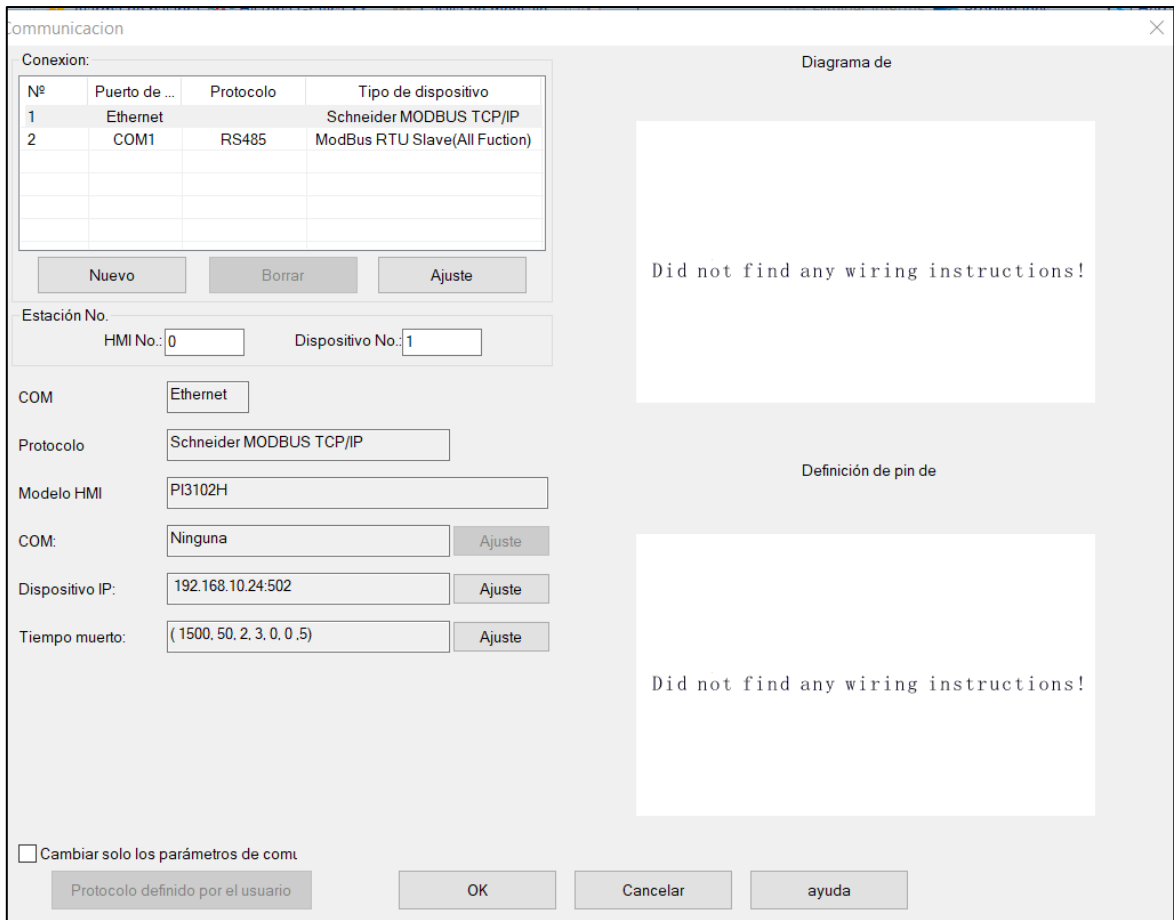 Communicacion
Conexion:
Nº Puerto de ... Protocolo Tipo de dispositivo
1 Ethernet Schneider MODBUS TCP/IP
2 COM1 RS485 ModBus RTU Slave(All Fuction)
Nuevo Borrar Ajuste
Estación No.
HMI No.: 0 Dispositivo No.: 1
COM Ethernet
Protocolo Schneider MODBUS TCP/IP
Modelo HMI PI3102H
COM: Ninguna Ajuste
Dispositivo IP: 192.168.10.24:502 Ajuste
Tiempo muerto: ( 1500, 50, 2, 3, 0, 0 ,5) Ajuste
Cambiar solo los parámetros de comu
Protocolo definido por el usuario OK Cancelar ayuda
Diagrama de
Did not find any wiring instructions!
Definición de pin de
Did not find any wiring instructions!